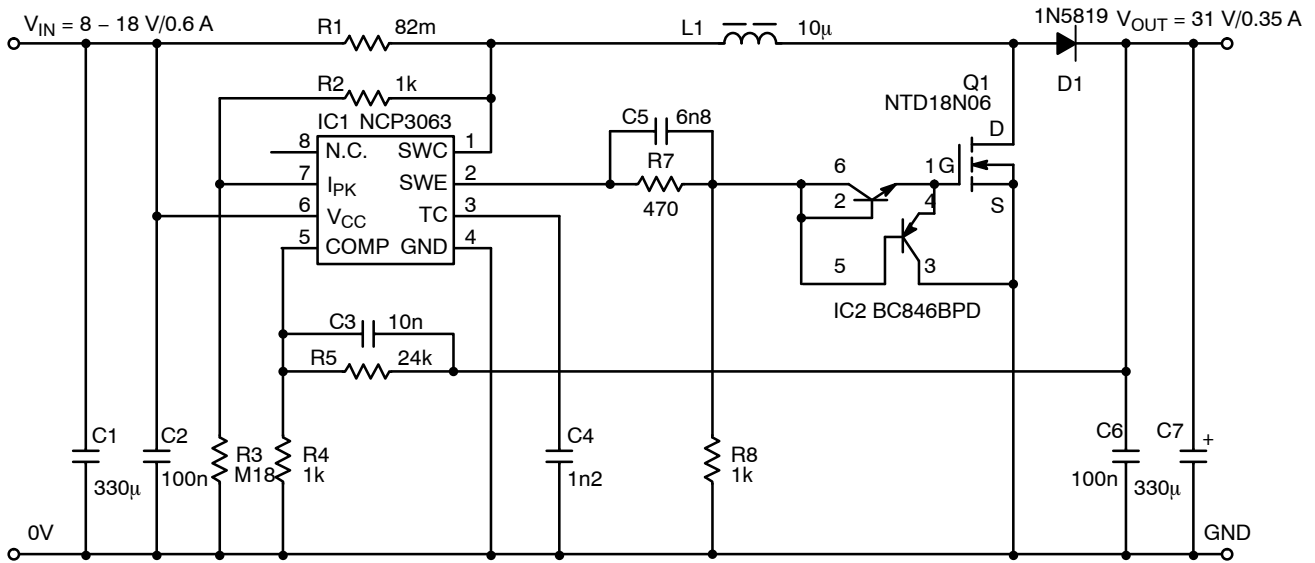 V_IN = 8 – 18 V/0.6 A
R1 82m
L1 10μ
1N5819
V_OUT = 31 V/0.35 A
D1
R2 1k
IC1 NCP3063
8 N.C. SWC 1
7 I_PK SWE 2
6 V_CC TC 3
5 COMP GND 4
C5 6n8
R7
470
Q1
NTD18N06
D
G
S
6 1
2 4
5 3
IC2 BC846BPD
C3 10n
R5 24k
C1
330μ
C2
100n
R3
M18
R4
1k
C4
1n2
R8
1k
C6
100n
C7
+
330μ
0V
GND